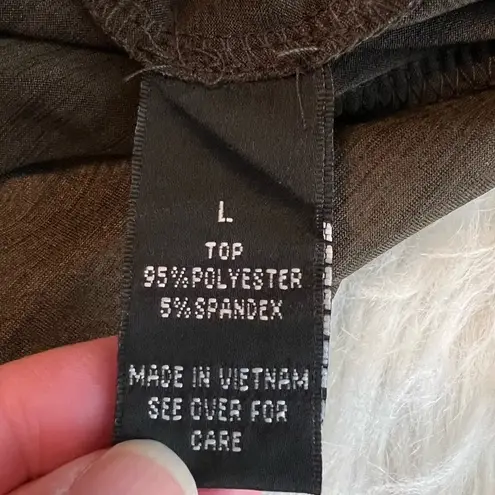 L
TOP
95%POLYESTER
5%SPANDEX
MADE IN VIETNAM
SEE OVER FOR
CARE